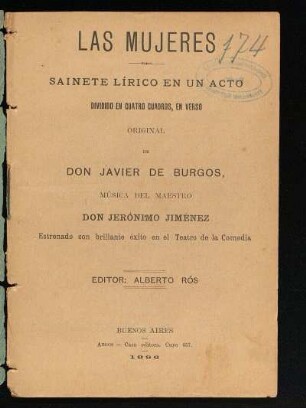 LAS MUJERES
174
SAINETE LÍRICO EN UN ACTO
DIVIDIDO EN CUATRO CUADROS, EN VERSO
ORIGINAL
DE
DON JAVIER DE BURGOS,
MÚSICA DEL MAESTRO
DON JERÓNIMO JIMÉNEZ
Estrenado con brillante éxito en el Teatro de la Comedia
EDITOR: ALBERTO RÓS
BUENOS AIRES
Casa editora,